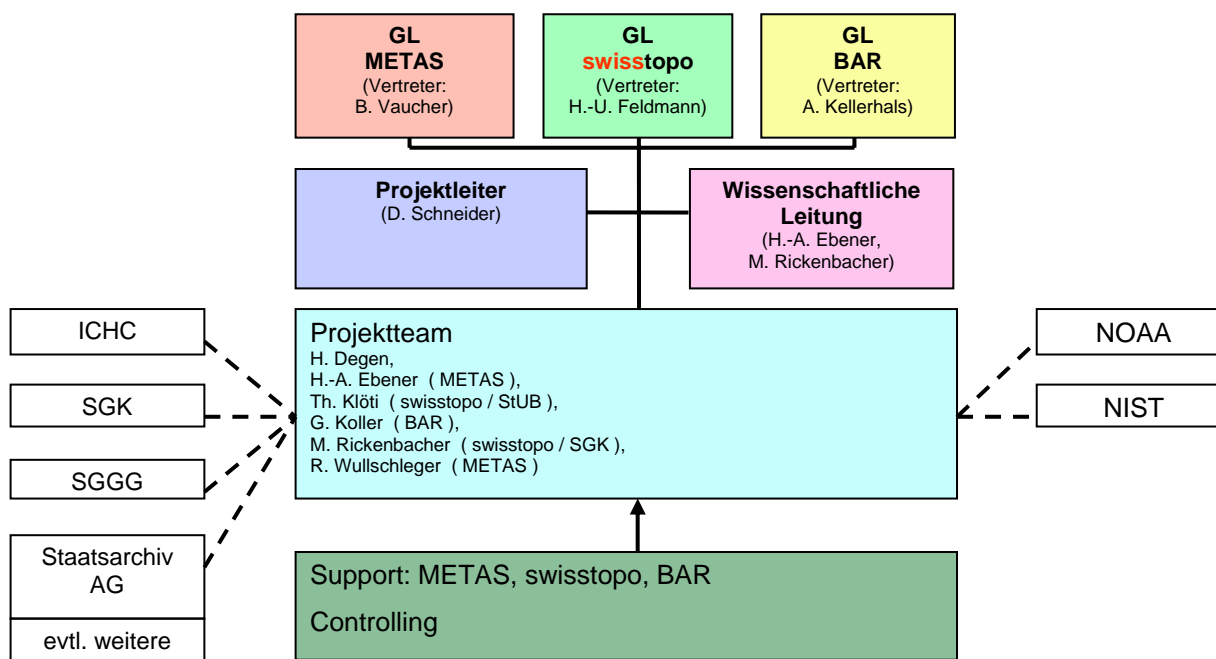 GL
METAS
(Vertreter:
B. Vaucher)
GL
swisstopo
(Vertreter:
H.-U. Feldmann)
GL
BAR
(Vertreter:
A. Kellerhals)
Projektleiter
(D. Schneider)
Wissenschaftliche
Leitung
(H.-A. Ebener,
M. Rickenbacher)
ICHC
SGK
SGGG
Staatsarchiv
AG
evtl. weitere
Projektteam
H. Degen,
H.-A. Ebener ( METAS ),
Th. Klöti ( swisstopo / StUB ),
G. Koller ( BAR ),
M. Rickenbacher ( swisstopo / SGK ),
R. Wullschleger ( METAS )
NOAA
NIST
Support: METAS, swisstopo, BAR
Controlling